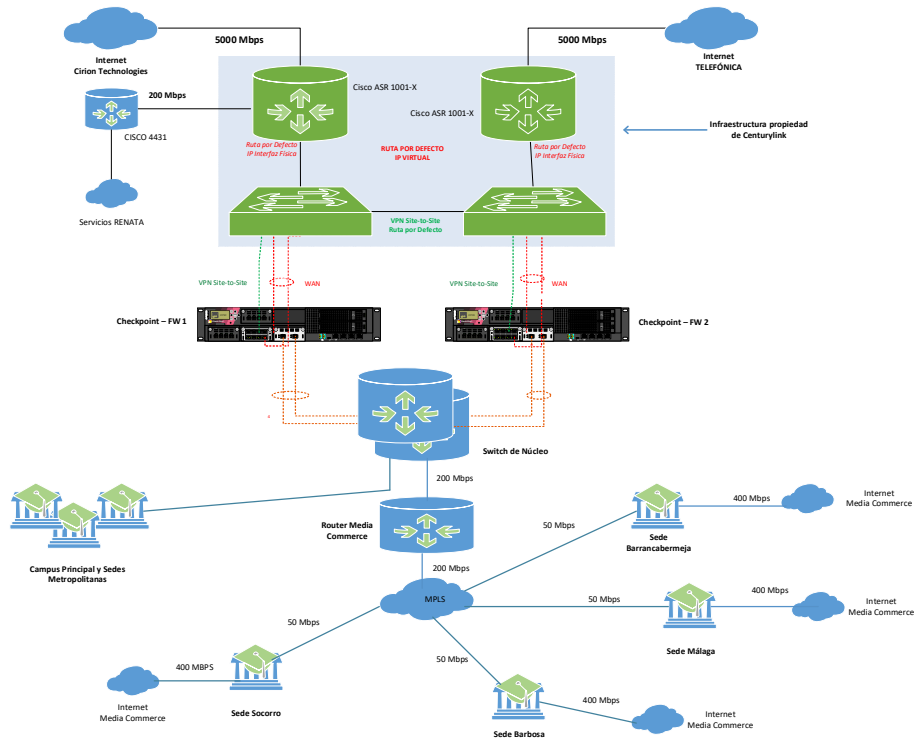 5000 Mbps
5000 Mbps
Internet
Cirion Technologies
Internet
TELEFÓNICA
Cisco ASR 1001-X
Cisco ASR 1001-X
200 Mbps
CISCO 4431
Infraestructura propiedad
de Centurylink
Ruta por Defecto
IP Interfaz Física
RUTA POR DEFECTO
IP VIRTUAL
Ruta por Defecto
IP Interfaz Física
Servicios RENATA
VPN Site-to-Site
Ruta por Defecto
VPN Site-to-Site
WAN
VPN Site-to-Site
WAN
Checkpoint – FW 1
Checkpoint – FW 2
Switch de Núcleo
200 Mbps
Router Media
Commerce
200 Mbps
MPLS
Campus Principal y Sedes
Metropolitanas
50 Mbps
Sede
Barrancabermeja
400 Mbps
Internet
Media Commerce
50 Mbps
Sede Málaga
400 Mbps
Internet
Media Commerce
50 Mbps
Sede Socorro
400 MBPS
Internet
Media Commerce
50 Mbps
Sede Barbosa
400 Mbps
Internet
Media Commerce